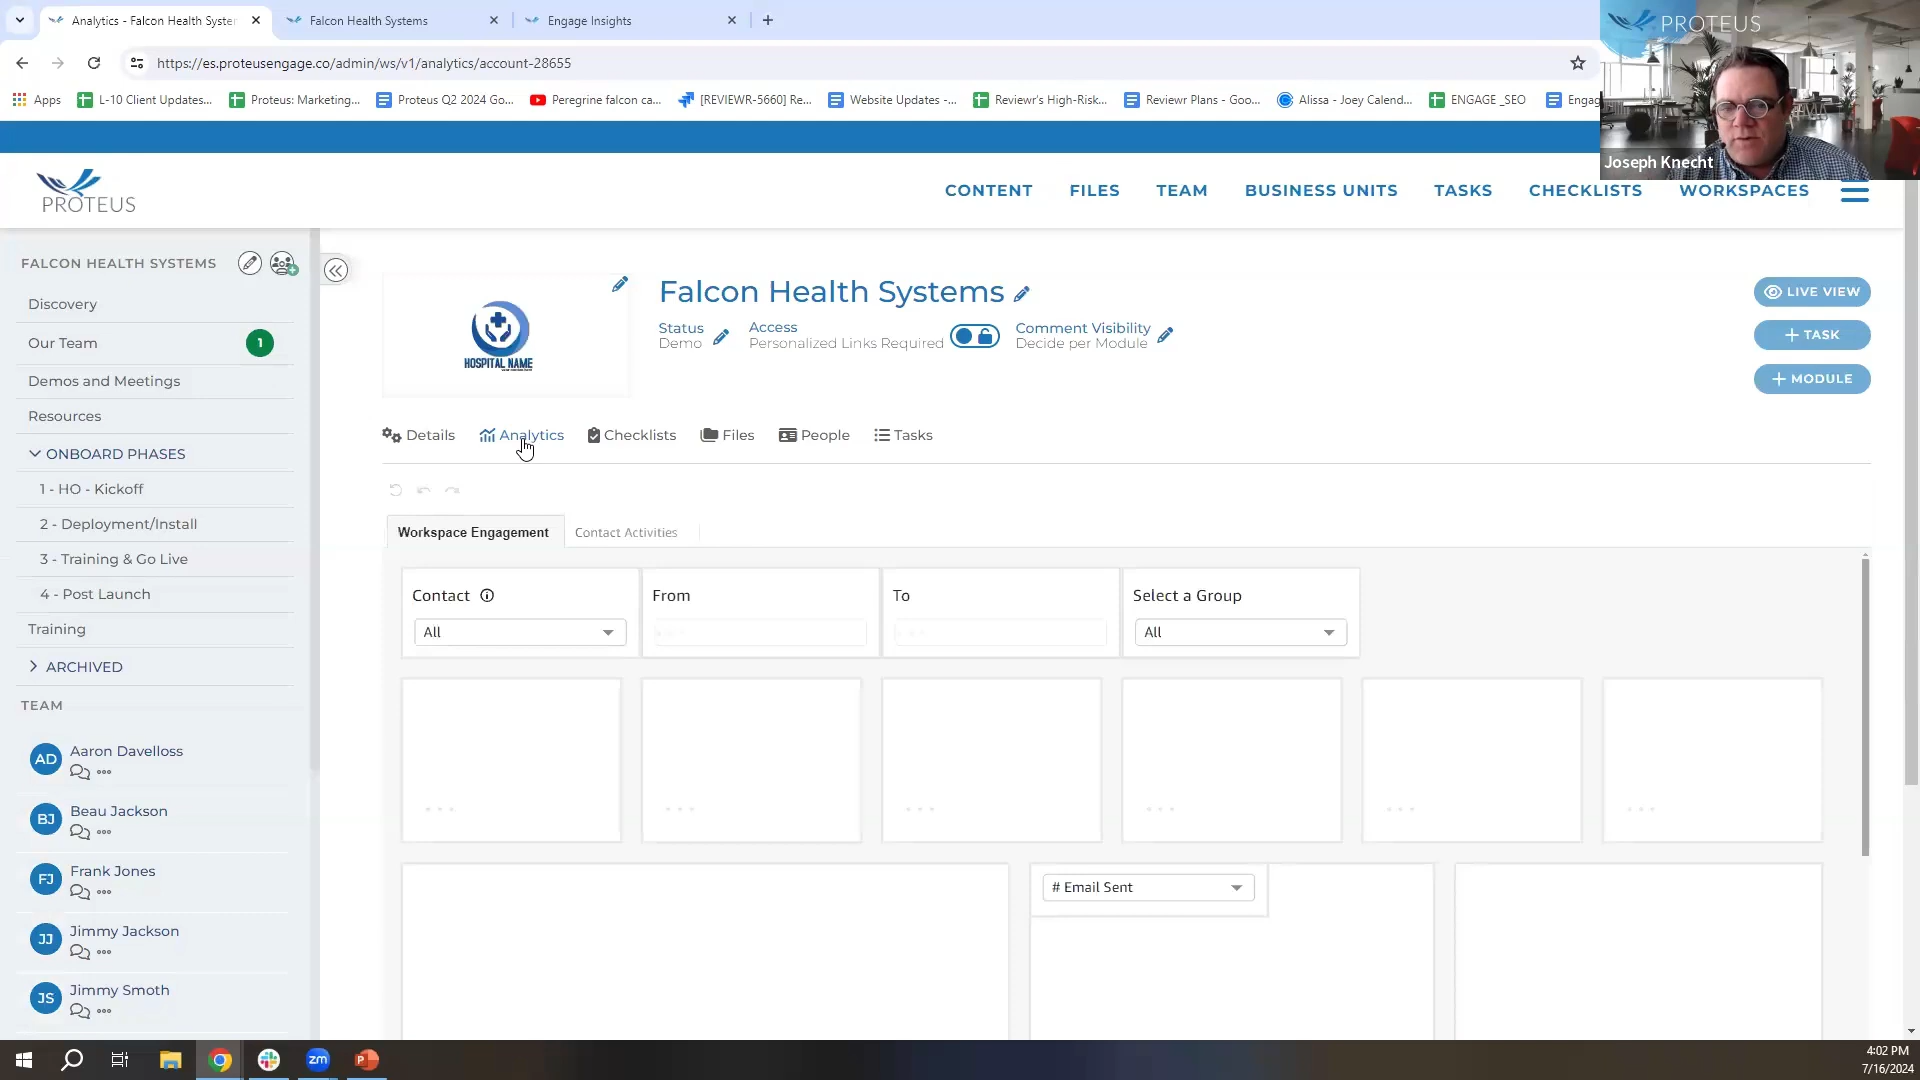 Analytics - Falcon Health System
Falcon Health Systems
Engage Insights
https://es.proteusengage.co/admin/ws/v1/analytics/account-28655
Apps
L-10 Client Updates...
Proteus: Marketing...
Proteus Q2 2024 Go...
Peregrine falcon ca...
[REVIEWR-5660] Re...
Website Updates -...
Reviewr's High-Risk...
Reviewr Plans - Goo...
Alissa - Joey Calend...
ENGAGE _SEO
Engag
PROTEUS
Joseph Knecht
PROTEUS
CONTENT
FILES
TEAM
BUSINESS UNITS
TASKS
CHECKLISTS
WORKSPACES
FALCON HEALTH SYSTEMS
Discovery
Our Team
1
Demos and Meetings
Resources
ONBOARD PHASES
1 - HO - Kickoff
2 - Deployment/Install
3 - Training & Go Live
4 - Post Launch
Training
ARCHIVED
TEAM
AD
Aaron Davelloss
BJ
Beau Jackson
FJ
Frank Jones
JJ
Jimmy Jackson
JS
Jimmy Smoth
HOSPITAL NAME
Falcon Health Systems
Status
Demo
Access
Personalized Links Required
Comment Visibility
Decide per Module
LIVE VIEW
+ TASK
+ MODULE
Details
Analytics
Checklists
Files
People
Tasks
Workspace Engagement
Contact Activities
Contact
All
From
To
Select a Group
All
# Email Sent
zm
4:02 PM
7/16/2024